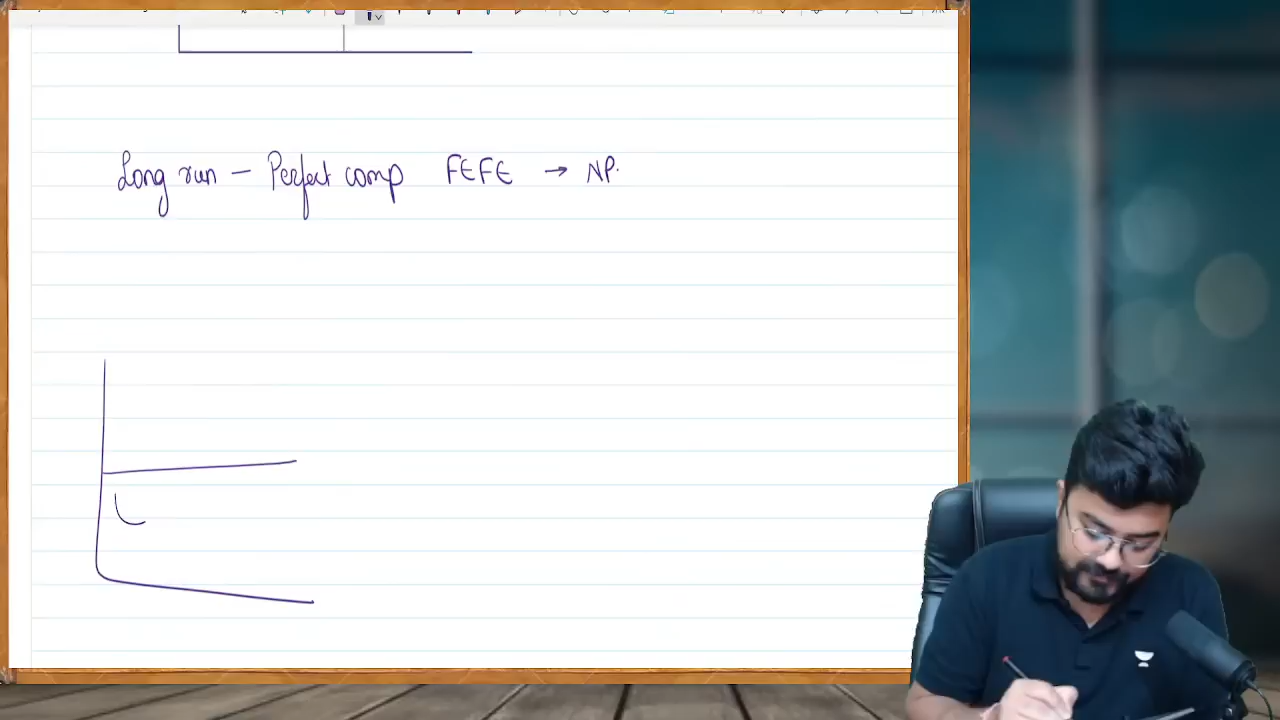 Long run – Perfect comp FEFE → NP.